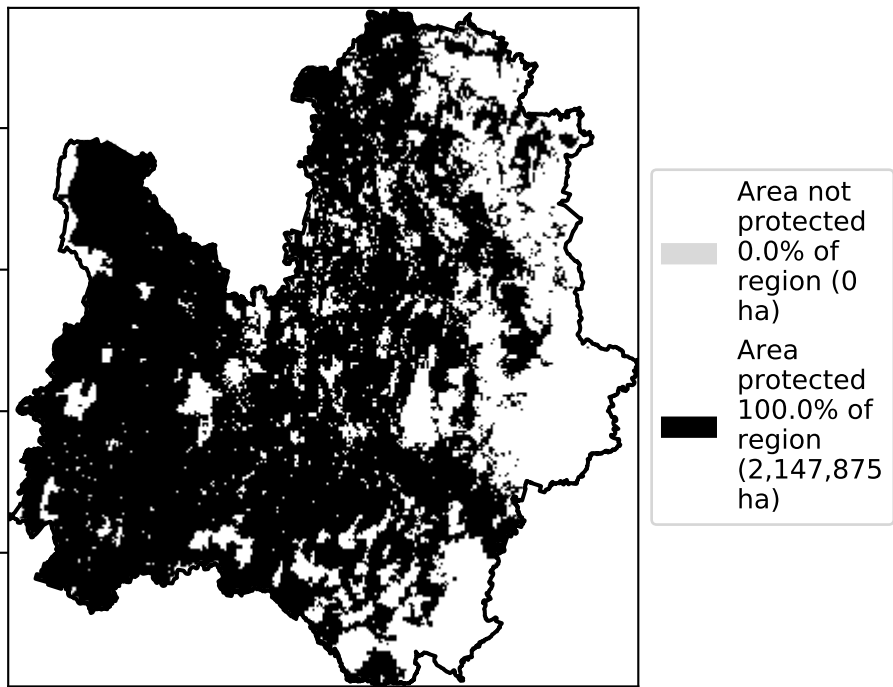 Area not
protected
0.0% of
region (0
ha)
Area
protected
100.0% of
region
(2,147,875
ha)